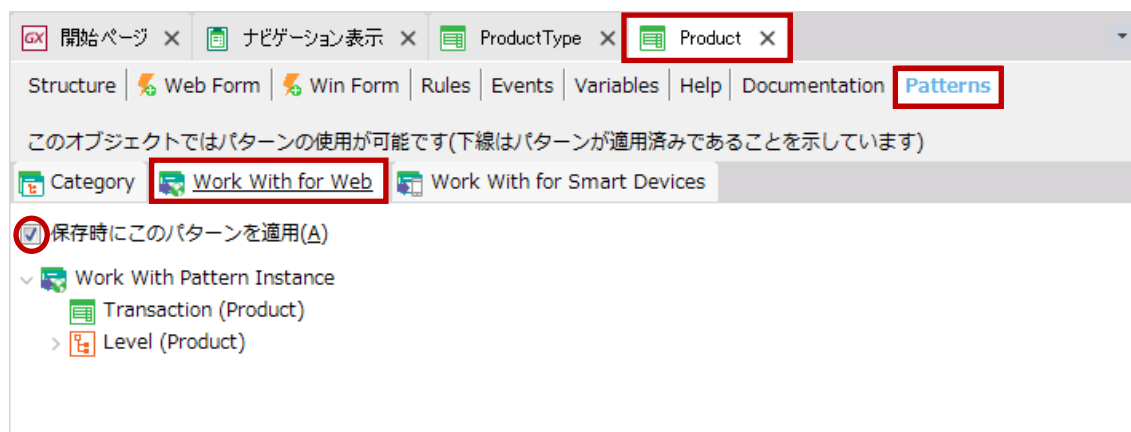 GX 開始ページ ナビゲーション表示 ProductType Product
Structure Web Form Win Form Rules Events Variables Help Documentation Patterns
このオブジェクトではパターンの使用が可能です(下線はパターンが適用済みであることを示しています)
Category Work With for Web Work With for Smart Devices
保存時にこのパターンを適用(A)
Work With Pattern Instance
Transaction (Product)
Level (Product)